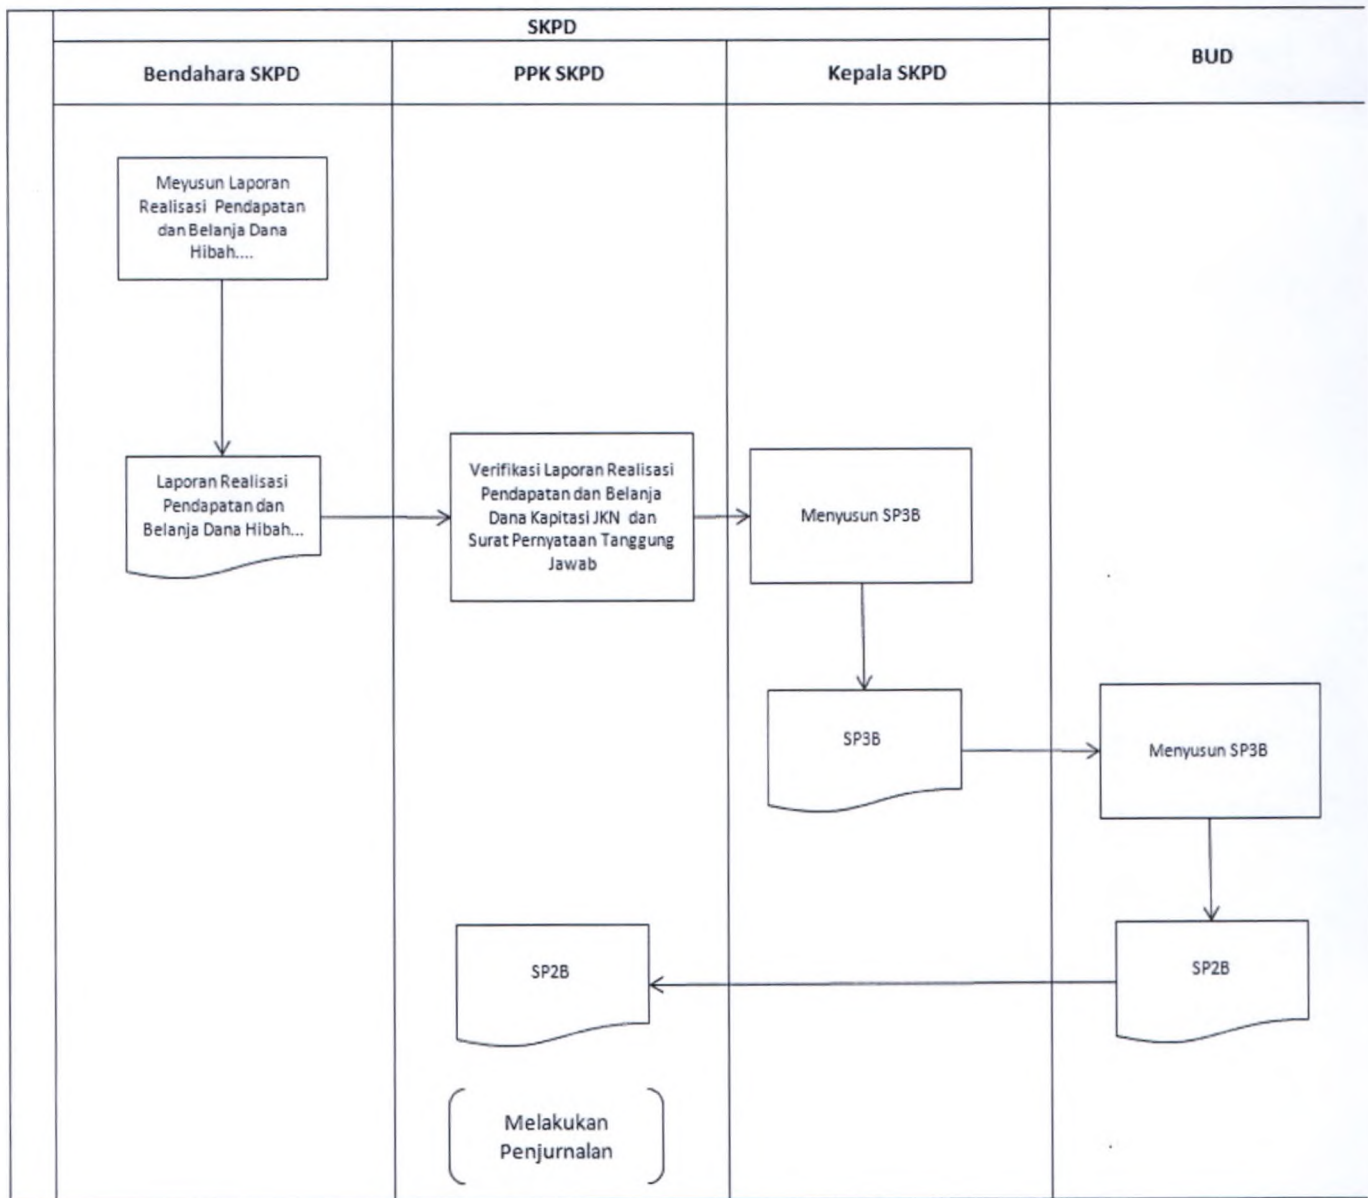 SKPD
BUD
Bendahara SKPD
PPK SKPD
Kepala SKPD
Meyusun Laporan
Realisasi Pendapatan
dan Belanja Dana
Hibah....
Laporan Realisasi
Pendapatan dan
Belanja Dana Hibah...
Verifikasi Laporan Realisasi
Pendapatan dan Belanja
Dana Kapitasi JKN dan
Surat Pernyataan Tanggung
Jawab
Menyusun SP3B
SP3B
Menyusun SP3B
SP2B
SP2B
Melakukan
Penjurnalan